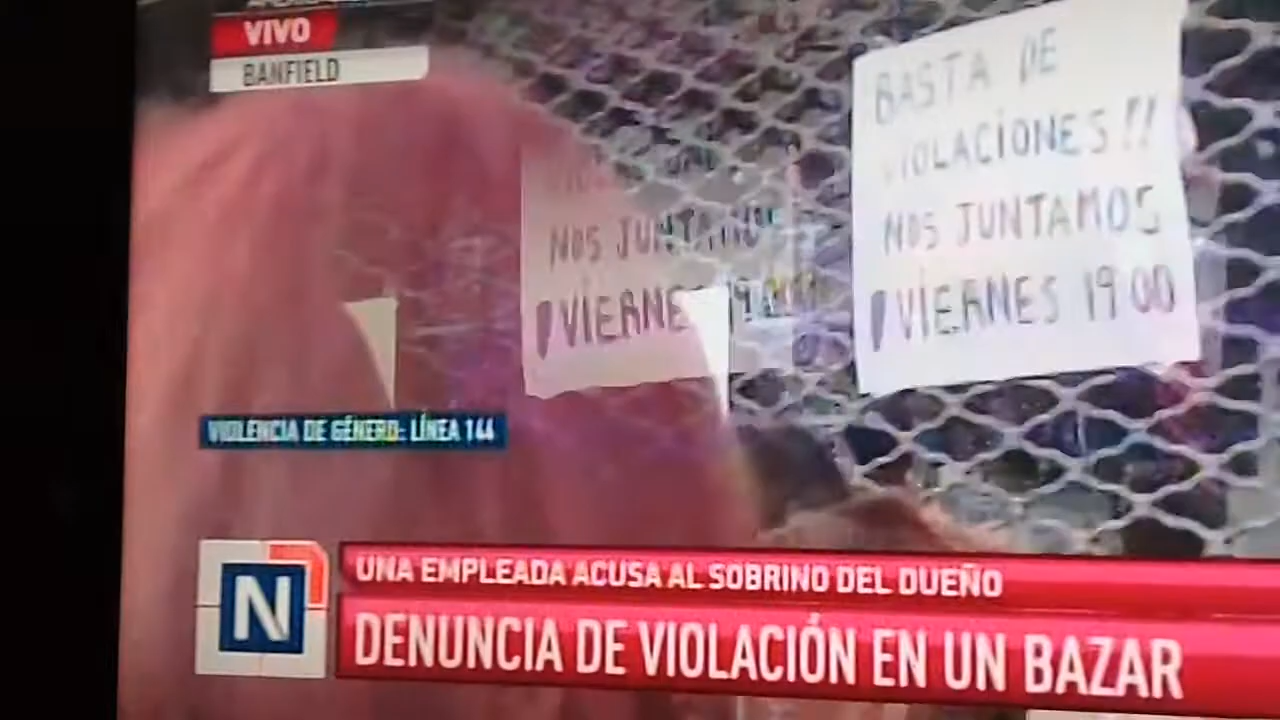 VIVO
BANFIELD
BASTA DE
VIOLACIONES!!
NOS JUNTAMOS
VIERNES 19 00
NOS JUNTAMOS
VIERNES 19
VIOLENCIA DE GÉNERO: LÍNEA 144
N
UNA EMPLEADA ACUSA AL SOBRINO DEL DUEÑO
DENUNCIA DE VIOLACIÓN EN UN BAZAR